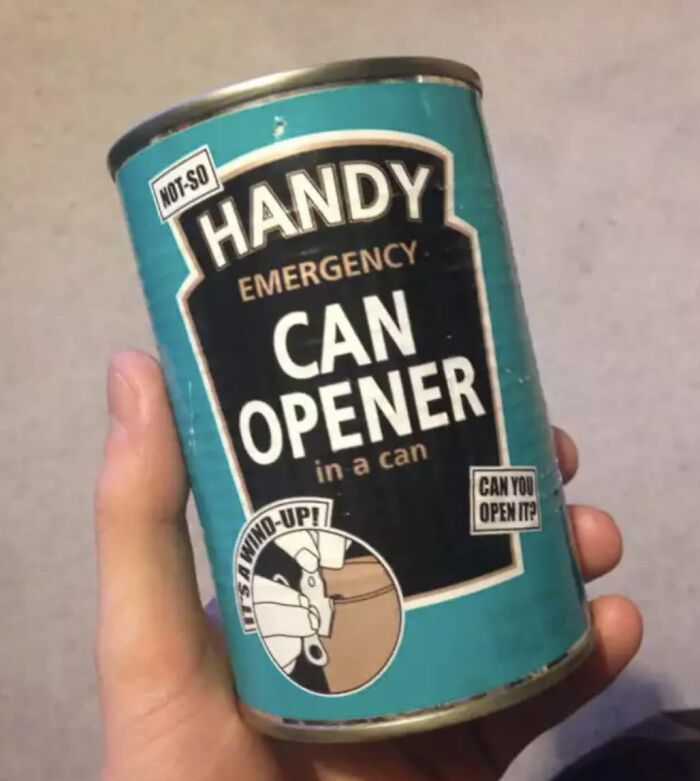 NOT-SO
HANDY
EMERGENCY
CAN
OPENER
in a can
CAN YOU
OPEN IT?
IT'S A WIND-UP!